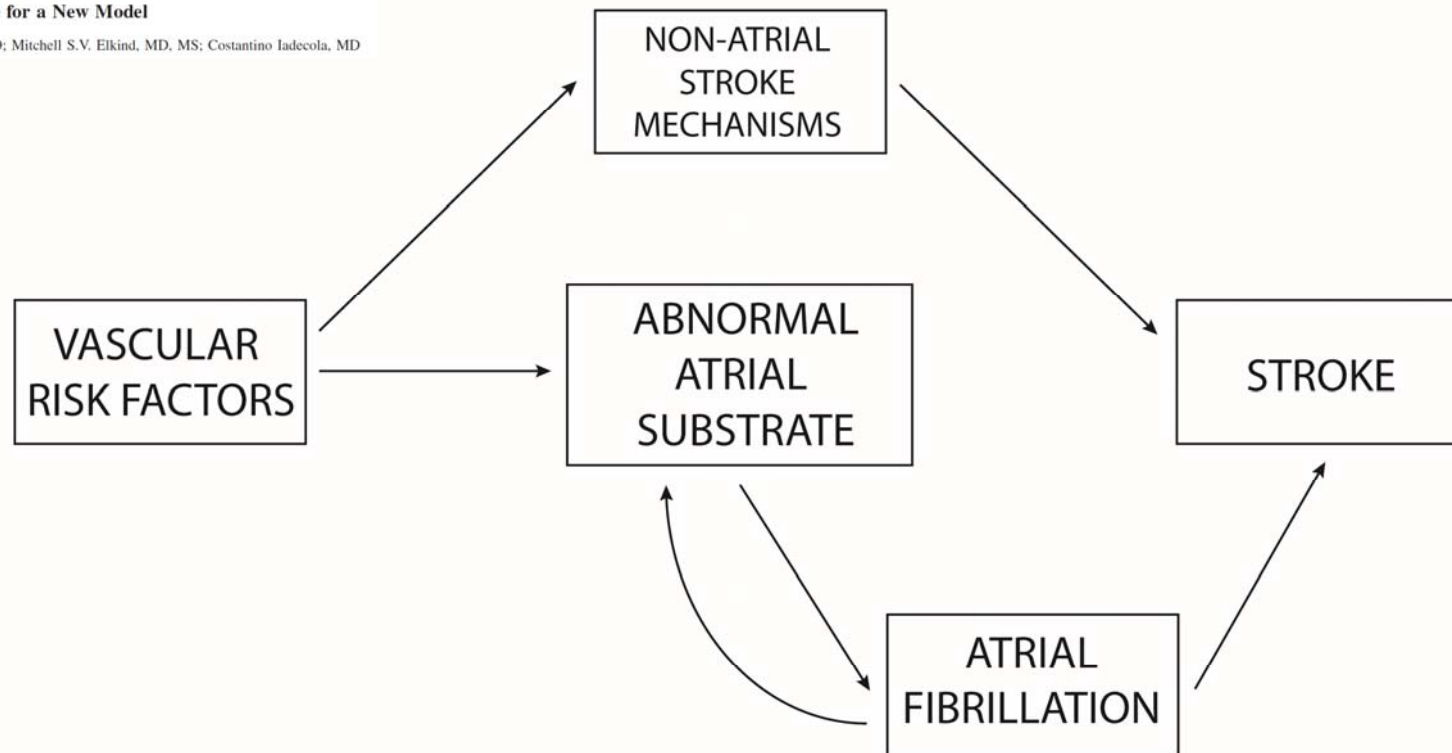 for a New Model
; Mitchell S.V. Elkind, MD, MS; Costantino Iadecola, MD
NON-ATRIAL
STROKE
MECHANISMS
VASCULAR
RISK FACTORS
ABNORMAL
ATRIAL
SUBSTRATE
STROKE
ATRIAL
FIBRILLATION